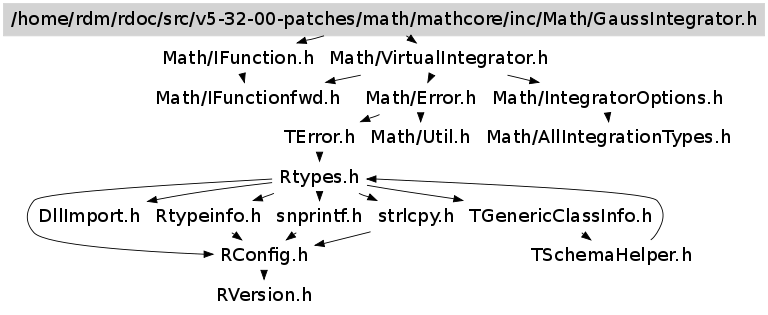 /home/rdm/rdoc/src/v5-32-00-patches/math/mathcore/inc/Math/GaussIntegrator.h
Math/IFunction.h Math/VirtualIntegrator.h
Math/IFunctionfwd.h Math/Error.h Math/IntegratorOptions.h
TError.h Math/Util.h Math/AllIntegrationTypes.h
Rtypes.h
DllImport.h Rtypeinfo.h snprintf.h strlcpy.h TGenericClassInfo.h
RConfig.h TSchemaHelper.h
RVersion.h